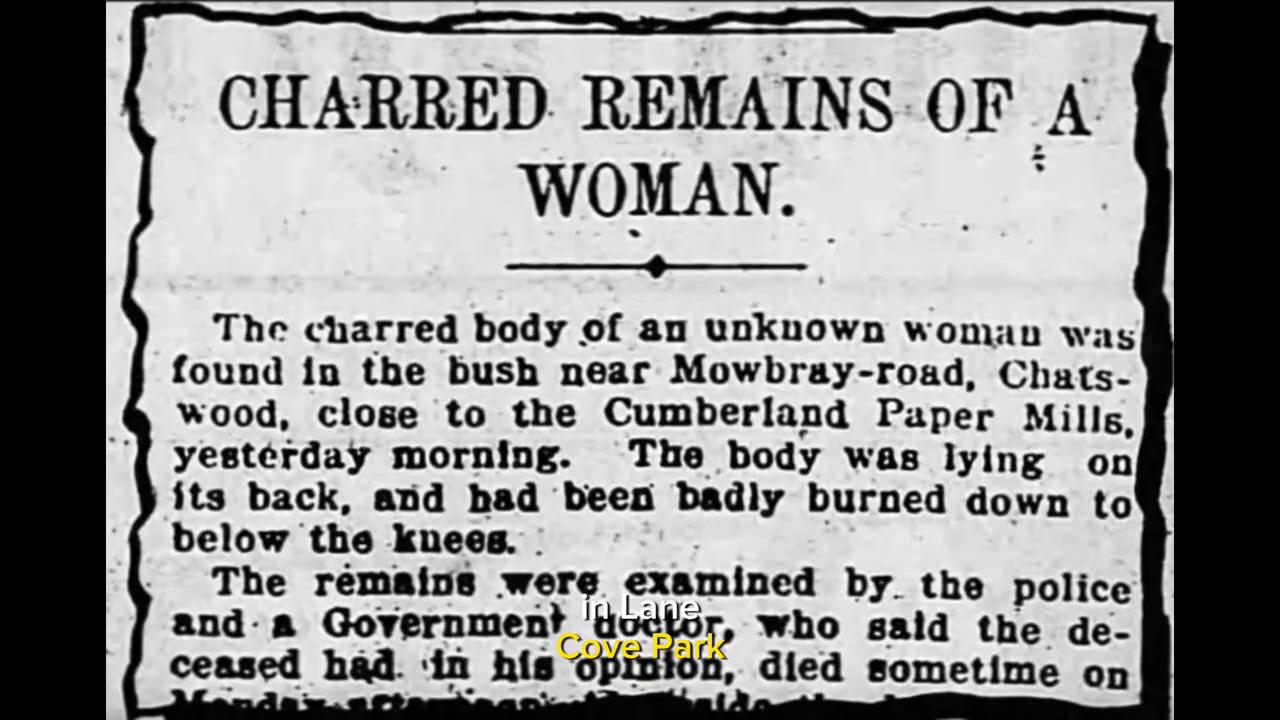 CHARRED REMAINS OF A
WOMAN.
The charred body of an unknown woman was
found in the bush near Mowbray-road, Chats-
wood, close to the Cumberland Paper Mills,
yesterday morning. The body was lying on
its back, and had been badly burned down to
below the knees.
The remains were examined by the police
and a Government doctor, who said the de-
ceased had in his opinion, died sometime on
in Lane
Cove Park